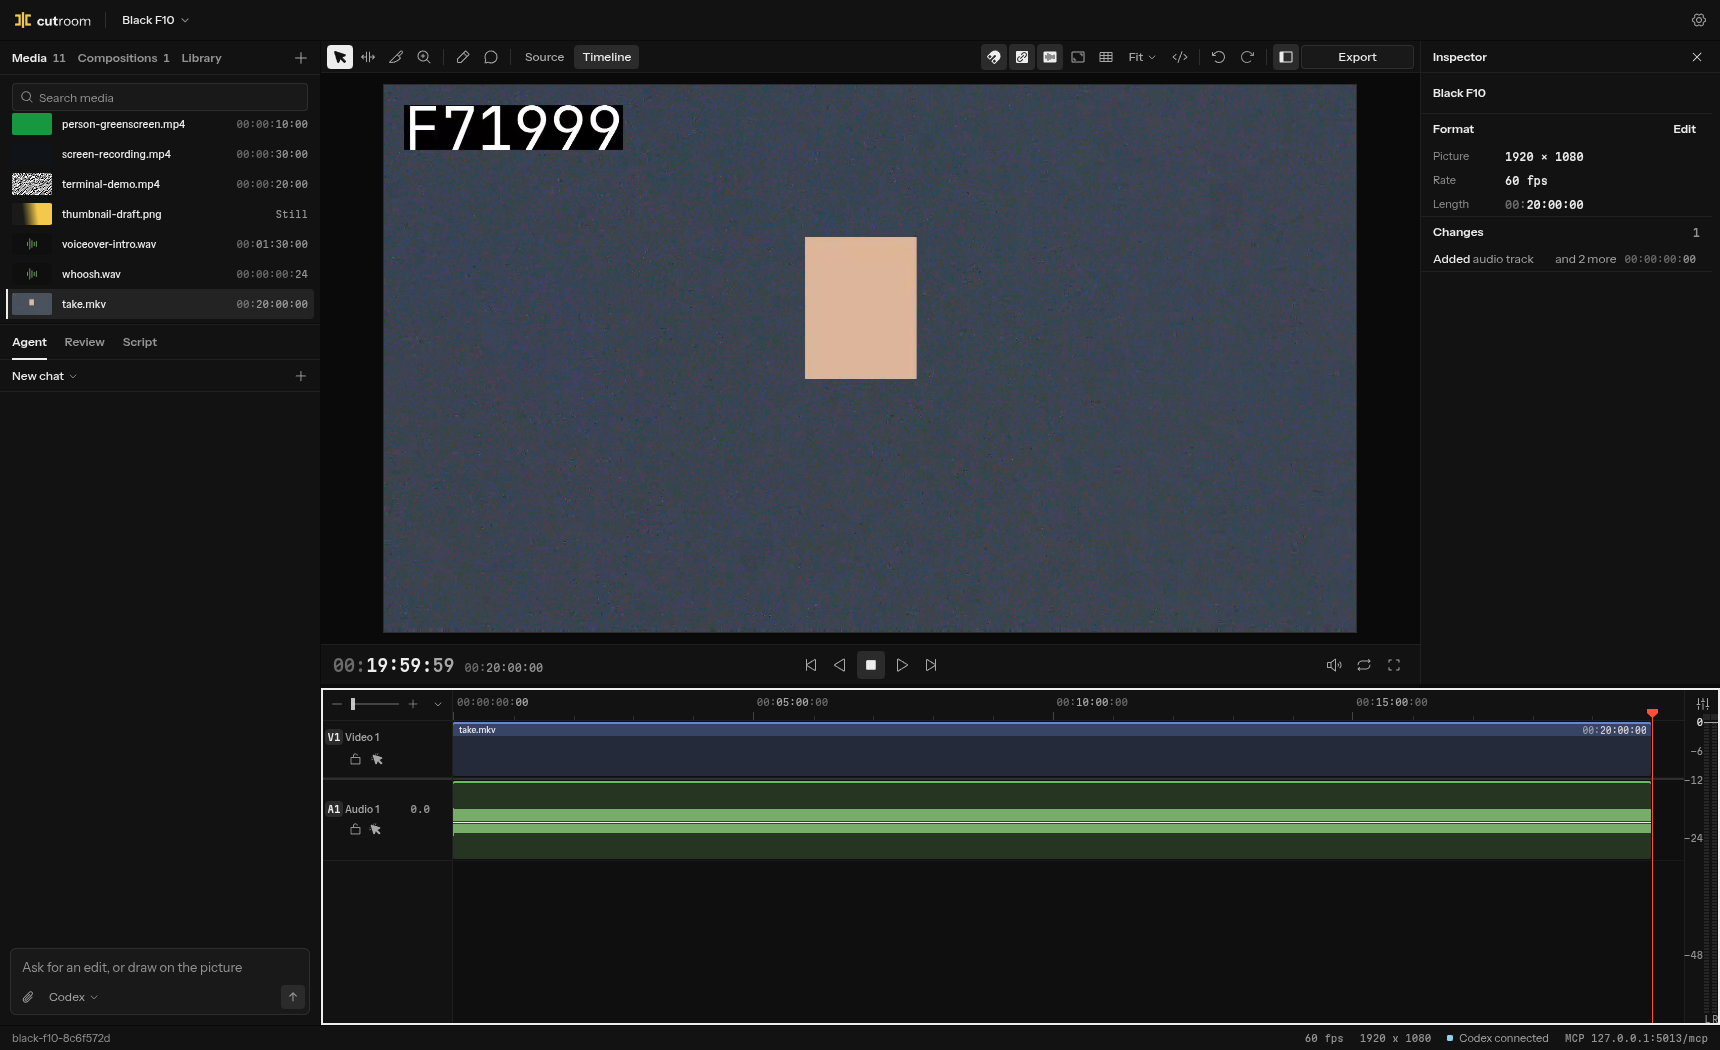 cutroom
Black F10
Media 11 Compositions 1 Library
Search media
person-greenscreen.mp4 00:00:10:00
screen-recording.mp4 00:00:30:00
terminal-demo.mp4 00:00:20:00
thumbnail-draft.png Still
voiceover-intro.wav 00:01:30:00
whoosh.wav 00:00:00:24
take.mkv 00:20:00:00
Agent Review Script
New chat
Ask for an edit, or draw on the picture
Codex
Source Timeline
Fit
Export
F71999
00:19:59:59 00:20:00:00
Inspector
Black F10
Format Edit
Picture 1920 × 1080
Rate 60 fps
Length 00:20:00:00
Changes 1
Added audio track and 2 more 00:00:00:00
00:00:00:00 00:05:00:00 00:10:00:00 00:15:00:00
V1 Video 1
take.mkv 00:20:00:00
A1 Audio 1 0.0
0
-6
-12
-24
-48
L R
black-f10-8c6f572d
60 fps 1920 x 1080 Codex connected MCP 127.0.0.1:5013/mcp